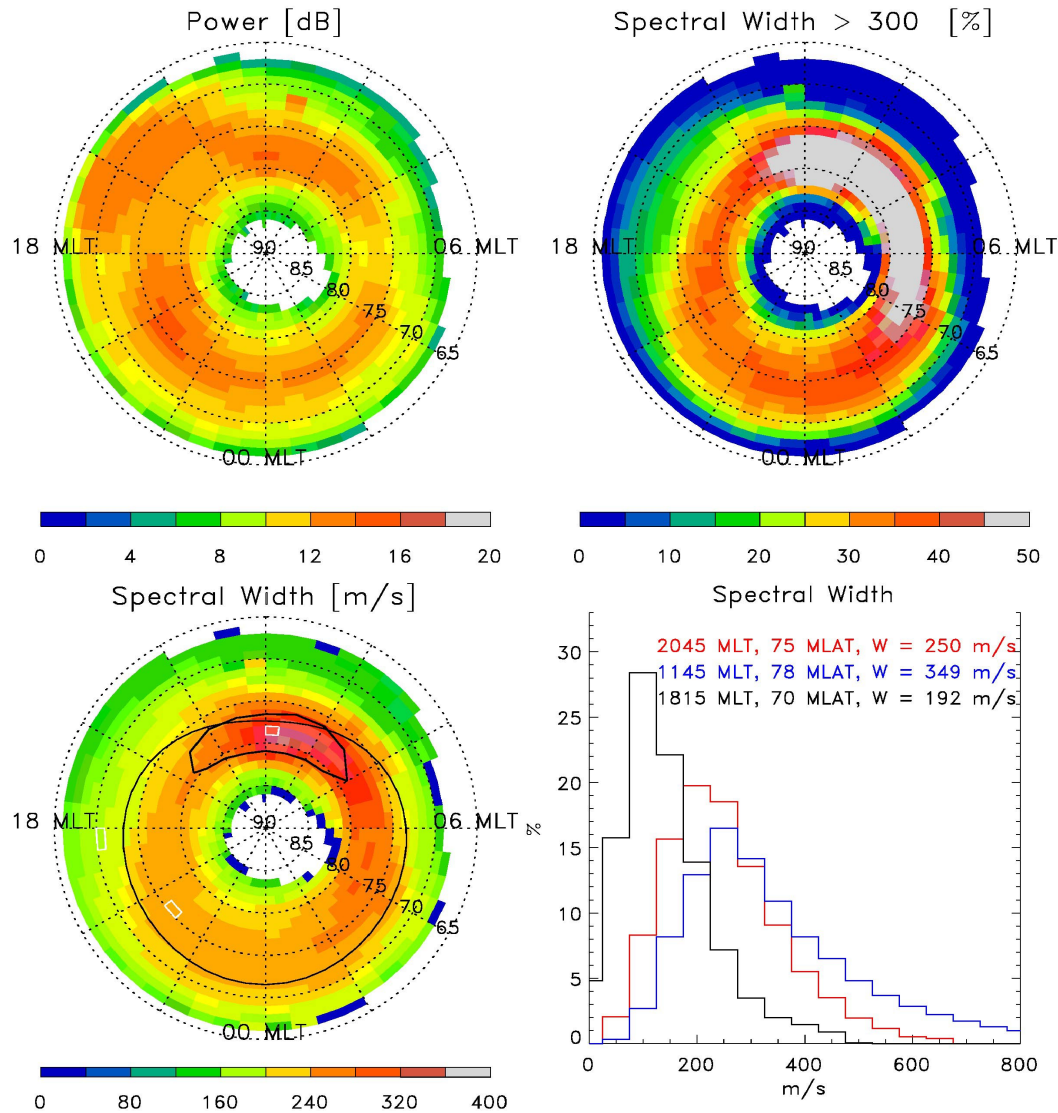 Power [dB]
Spectral Width > 300 [%]
18 MLT
06 MLT
90
85
80
75
70
65
00 MLT
18 MLT
06 MLT
90
85
80
75
70
65
00 MLT
0 4 8 12 16 20
0 10 20 30 40 50
Spectral Width [m/s]
Spectral Width
18 MLT
06 MLT
90
85
80
75
70
65
00 MLT
0 80 160 240 320 400
2045 MLT, 75 MLAT, W = 250 m/s
1145 MLT, 78 MLAT, W = 349 m/s
1815 MLT, 70 MLAT, W = 192 m/s
30
25
20
15
10
5
0
%
0 200 400 600 800
m/s